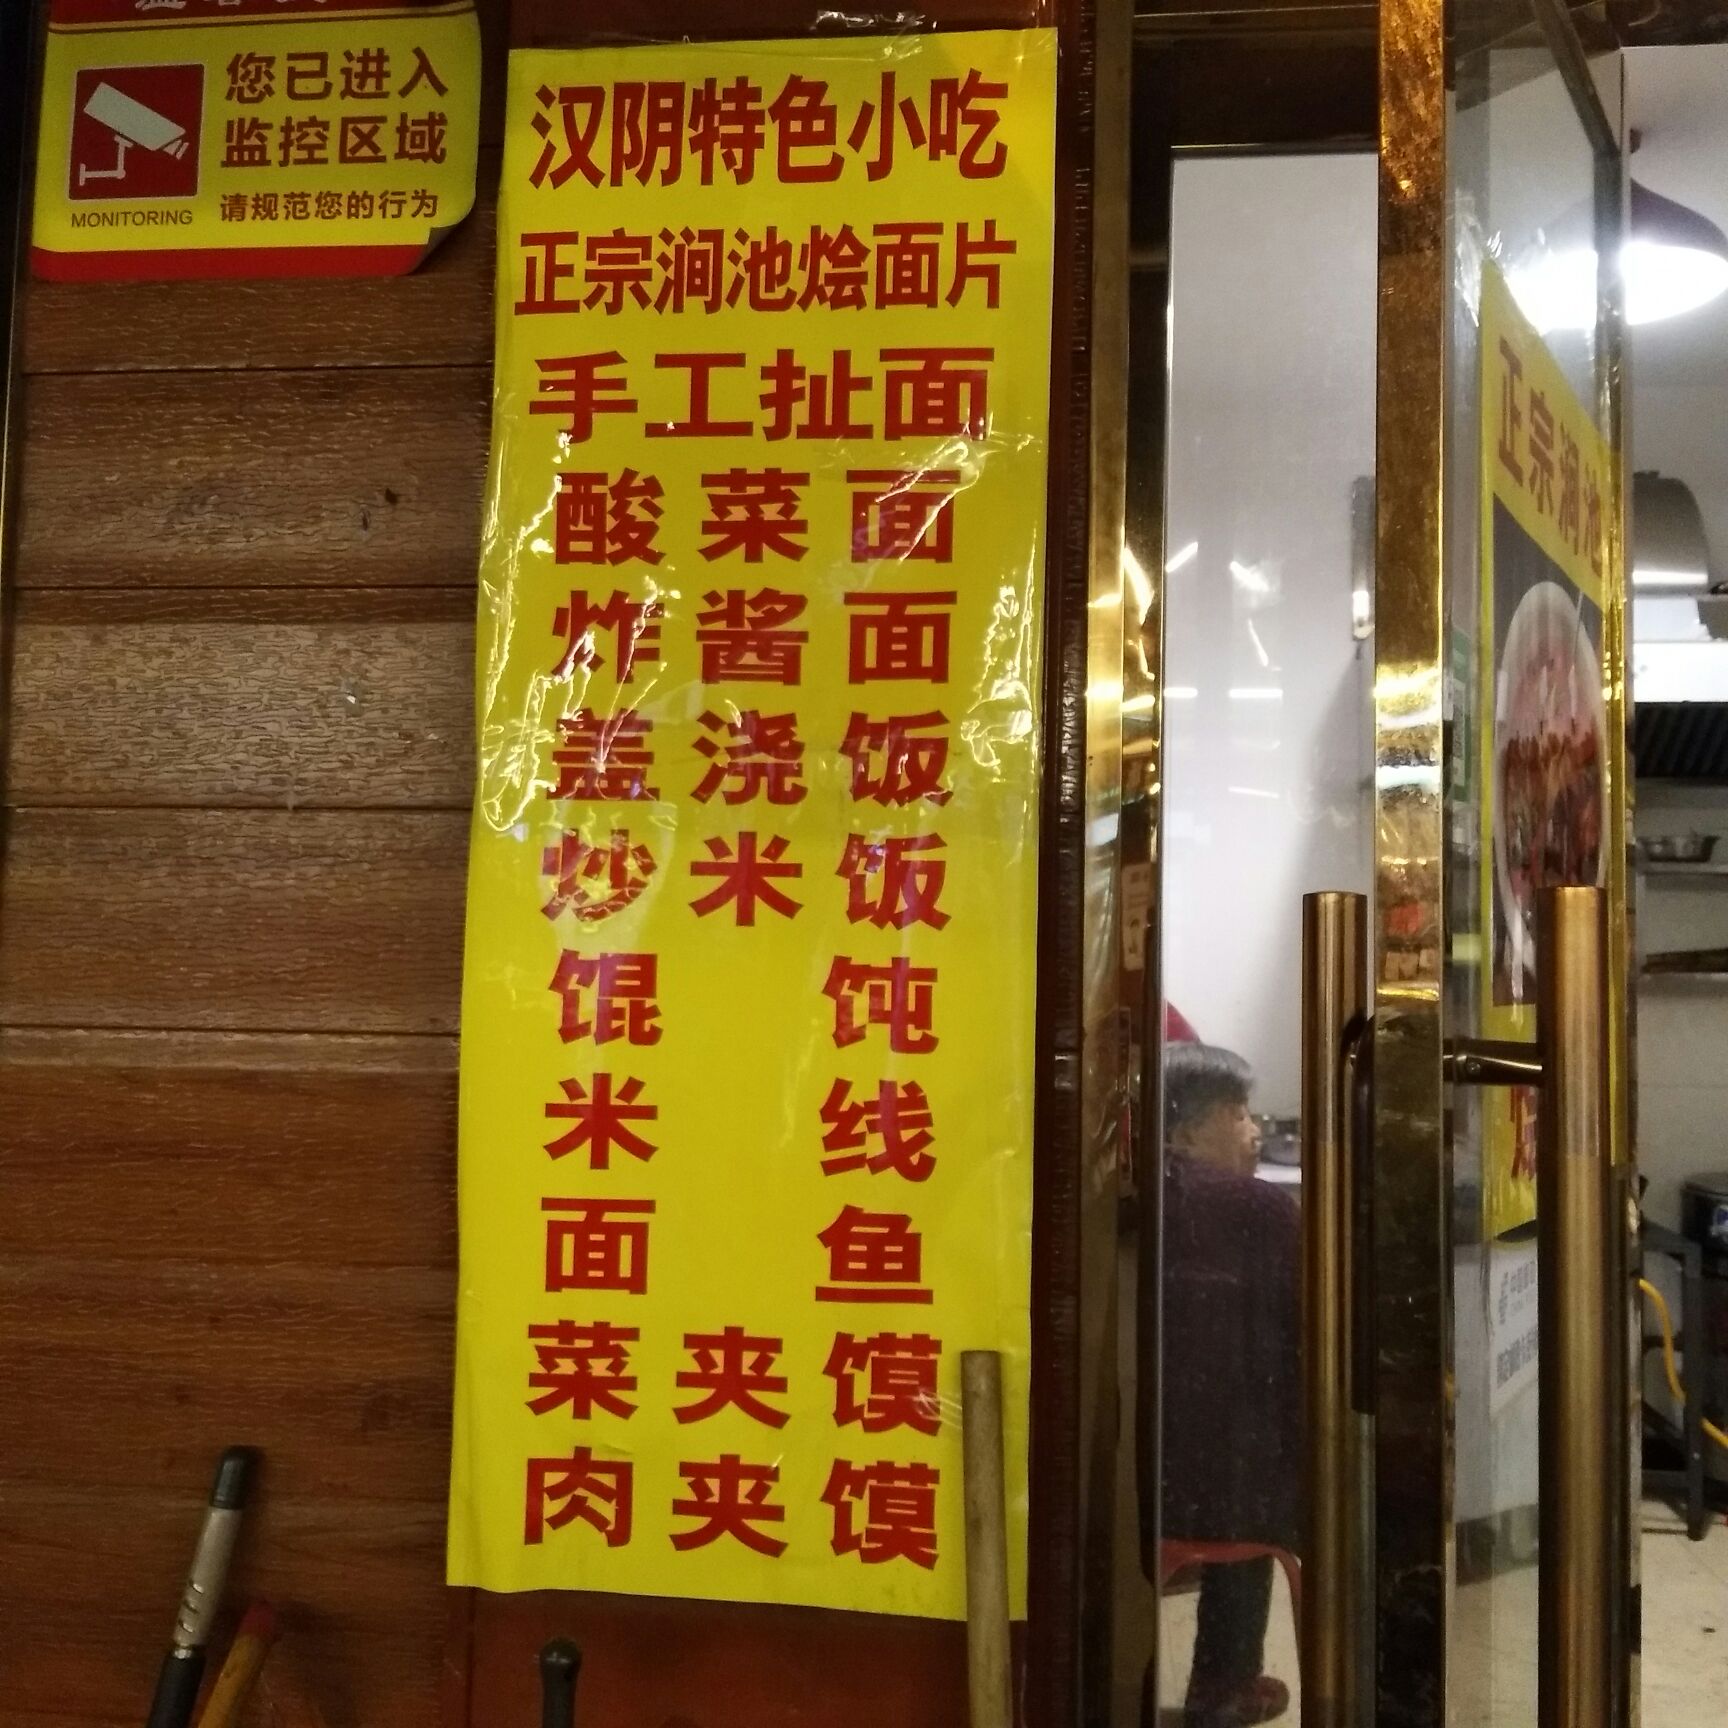 您已进入
监控区域
请规范您的行为
MONITORING
汉阴特色小吃
正宗涧池烩面片
手工扯面
酸菜面
炸酱面
盖浇饭
炒米饭
馄饨
米线
面鱼
菜夹馍
肉夹馍
正宗涧池